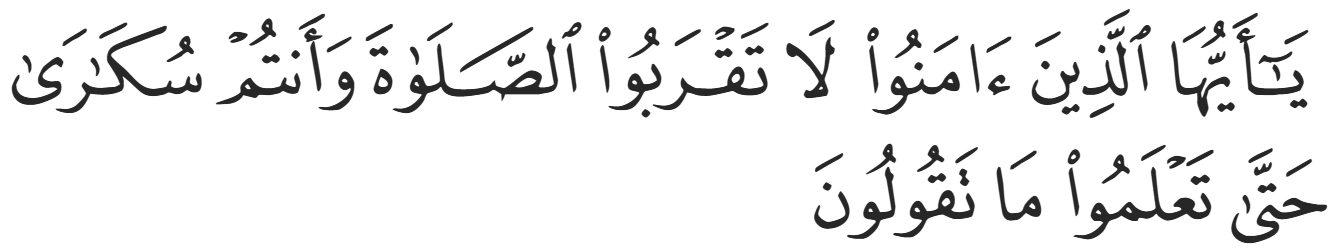 يَـٰٓأَيُّهَا ٱلَّذِينَ ءَامَنُوا۟ لَا تَقْرَبُوا۟ ٱلصَّلَوٰةَ وَأَنتُمْ سُكَـٰرَىٰ
حَتَّىٰ تَعْلَمُوا۟ مَا تَقُولُونَ